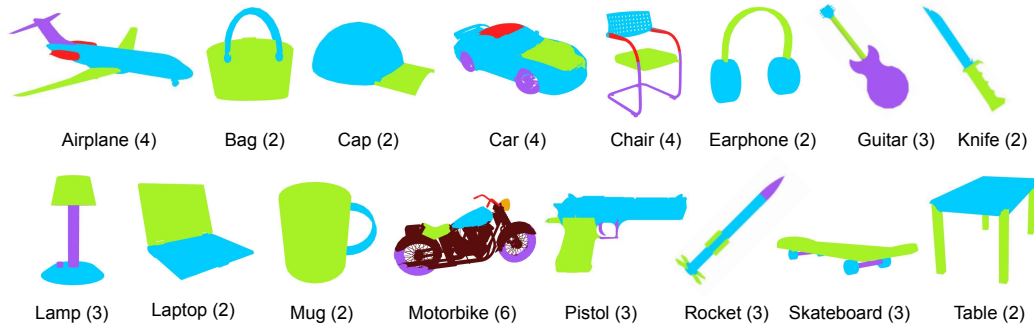 Airplane (4) Bag (2) Cap (2) Car (4) Chair (4) Earphone (2) Guitar (3) Knife (2)
Lamp (3) Laptop (2) Mug (2) Motorbike (6) Pistol (3) Rocket (3) Skateboard (3) Table (2)